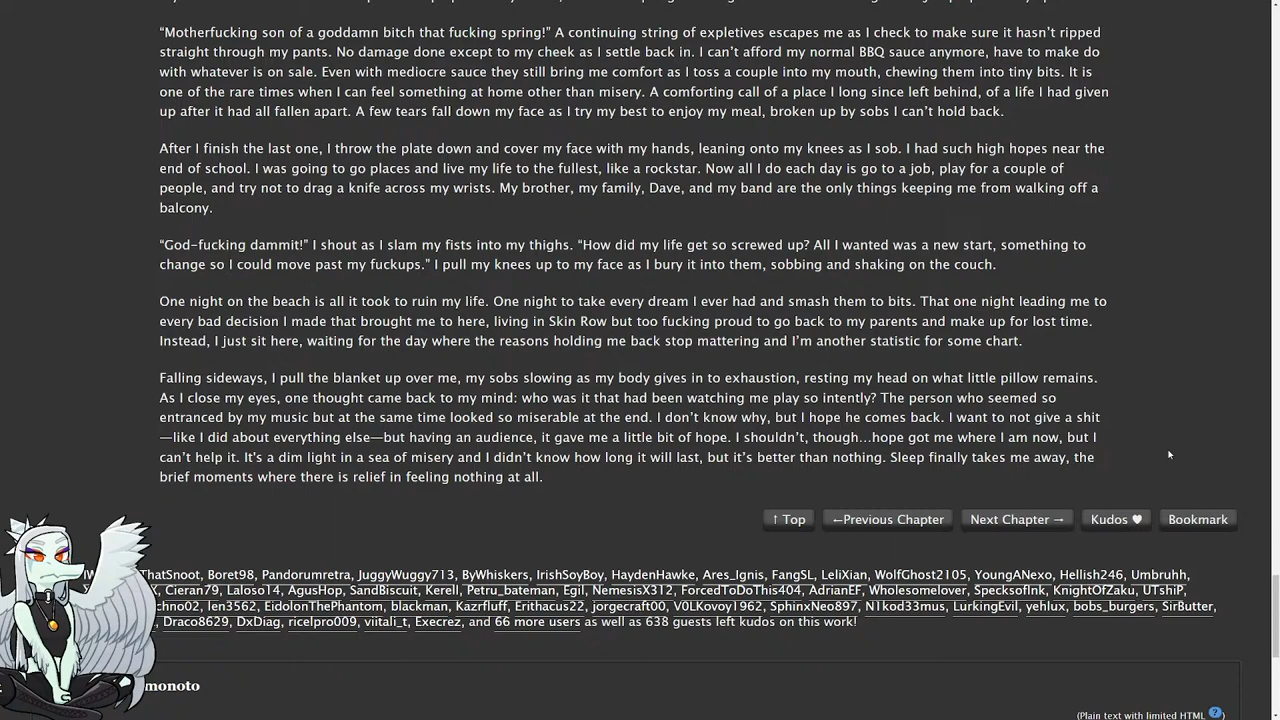 “Motherfucking son of a goddamn bitch that fucking spring!” A continuing string of expletives escapes me as I check to make sure it hasn’t ripped
straight through my pants. No damage done except to my cheek as I settle back in. I can’t afford my normal BBQ sauce anymore, have to make do
with whatever is on sale. Even with mediocre sauce they still bring me comfort as I toss a couple into my mouth, chewing them into tiny bits. It is
one of the rare times when I can feel something at home other than misery. A comforting call of a place I long since left behind, of a life I had given
up after it had all fallen apart. A few tears fall down my face as I try my best to enjoy my meal, broken up by sobs I can’t hold back.
After I finish the last one, I throw the plate down and cover my face with my hands, leaning onto my knees as I sob. I had such high hopes near the
end of school. I was going to go places and live my life to the fullest, like a rockstar. Now all I do each day is go to a job, play for a couple of
people, and try not to drag a knife across my wrists. My brother, my family, Dave, and my band are the only things keeping me from walking off a
balcony.
“God-fucking dammit!” I shout as I slam my fists into my thighs. “How did my life get so screwed up? All I wanted was a new start, something to
change so I could move past my fuckups.” I pull my knees up to my face as I bury it into them, sobbing and shaking on the couch.
One night on the beach is all it took to ruin my life. One night to take every dream I ever had and smash them to bits. That one night leading me to
every bad decision I made that brought me to here, living in Skin Row but too fucking proud to go back to my parents and make up for lost time.
Instead, I just sit here, waiting for the day where the reasons holding me back stop mattering and I’m another statistic for some chart.
Falling sideways, I pull the blanket up over me, my sobs slowing as my body gives in to exhaustion, resting my head on what little pillow remains.
As I close my eyes, one thought came back to my mind: who was it that had been watching me play so intently? The person who seemed so
entranced by my music but at the same time looked so miserable at the end. I don’t know why, but I hope he comes back. I want to not give a shit
—like I did about everything else—but having an audience, it gave me a little bit of hope. I shouldn’t, though…hope got me where I am now, but I
can’t help it. It's a dim light in a sea of misery and I didn’t know how long it will last, but it’s better than nothing. Sleep finally takes me away, the
brief moments where there is relief in feeling nothing at all.
↑ Top ←Previous Chapter Next Chapter → Kudos ♥ Bookmark
ThatSnoot, Boret98, Pandorumretra, JuggyWuggy713, ByWhiskers, IrishSoyBoy, HaydenHawke, Ares_Ignis, FangSL, LeliXian, WolfGhost2105, YoungANexo, Hellish246, Umbruhh,
Cieran79, Laloso14, AgusHop, SandBiscuit, Kerell, Petru_bateman, Egil, NemesisX312, ForcedToDoThis404, AdrianEF, Wholesomelover, SpecksofInk, KnightOfZaku, UTshiP,
len3562, EidolonThePhantom, blackman, Kazrfluff, Erithacus22, jorgecraft00, V0LKovoy1992, SphinxNeo897, N1kod33mus, LurkingEvil, yehlux, bobs_burgers, SirButter,
Draco8629, DxDiag, ricelpro009, viitali_t, Execrez, and 66 more users as well as 638 guests left kudos on this work!
monoto
(Plain text with limited HTML ?)